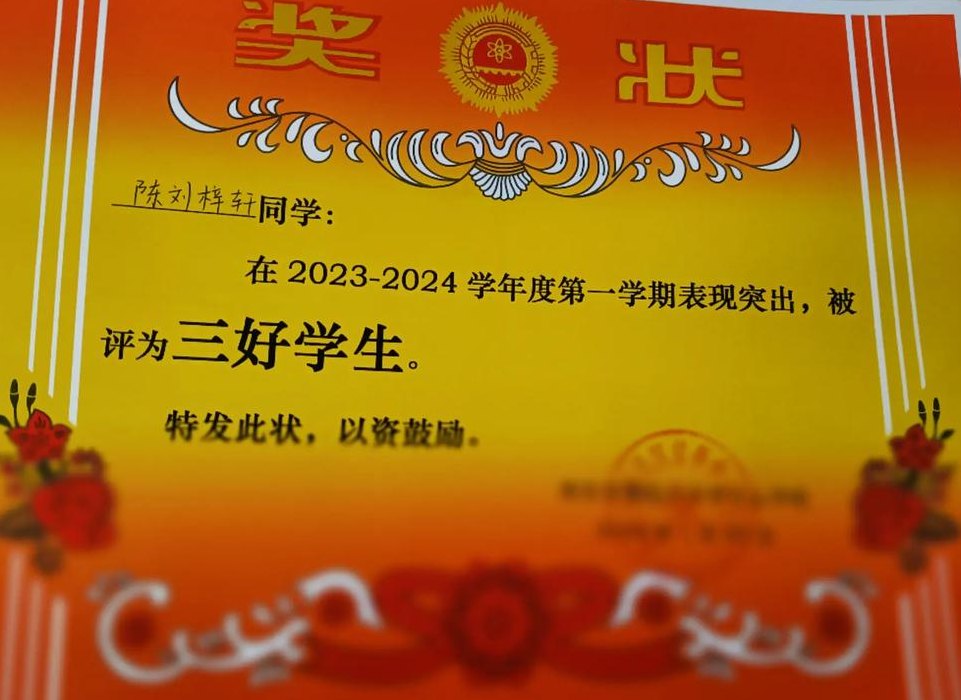 奖状
陈刘梓轩同学：
在 2023-2024 学年度第一学期表现突出，被
评为三好学生。
特发此状，以资鼓励。